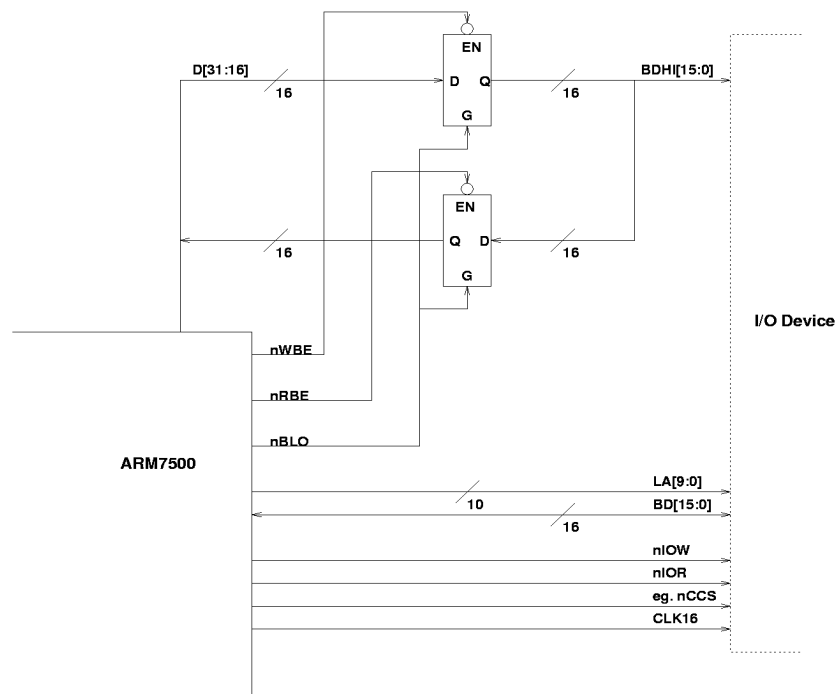 EN
D[31:16]
BDHI[15:0]
D
Q
16
16
G
EN
Q
D
16
16
G
I/O Device
nWBE
nRBE
nBLO
ARM7500
LA[9:0]
10
BD[15:0]
16
nIOW
nIOR
eg. nCCS
CLK16